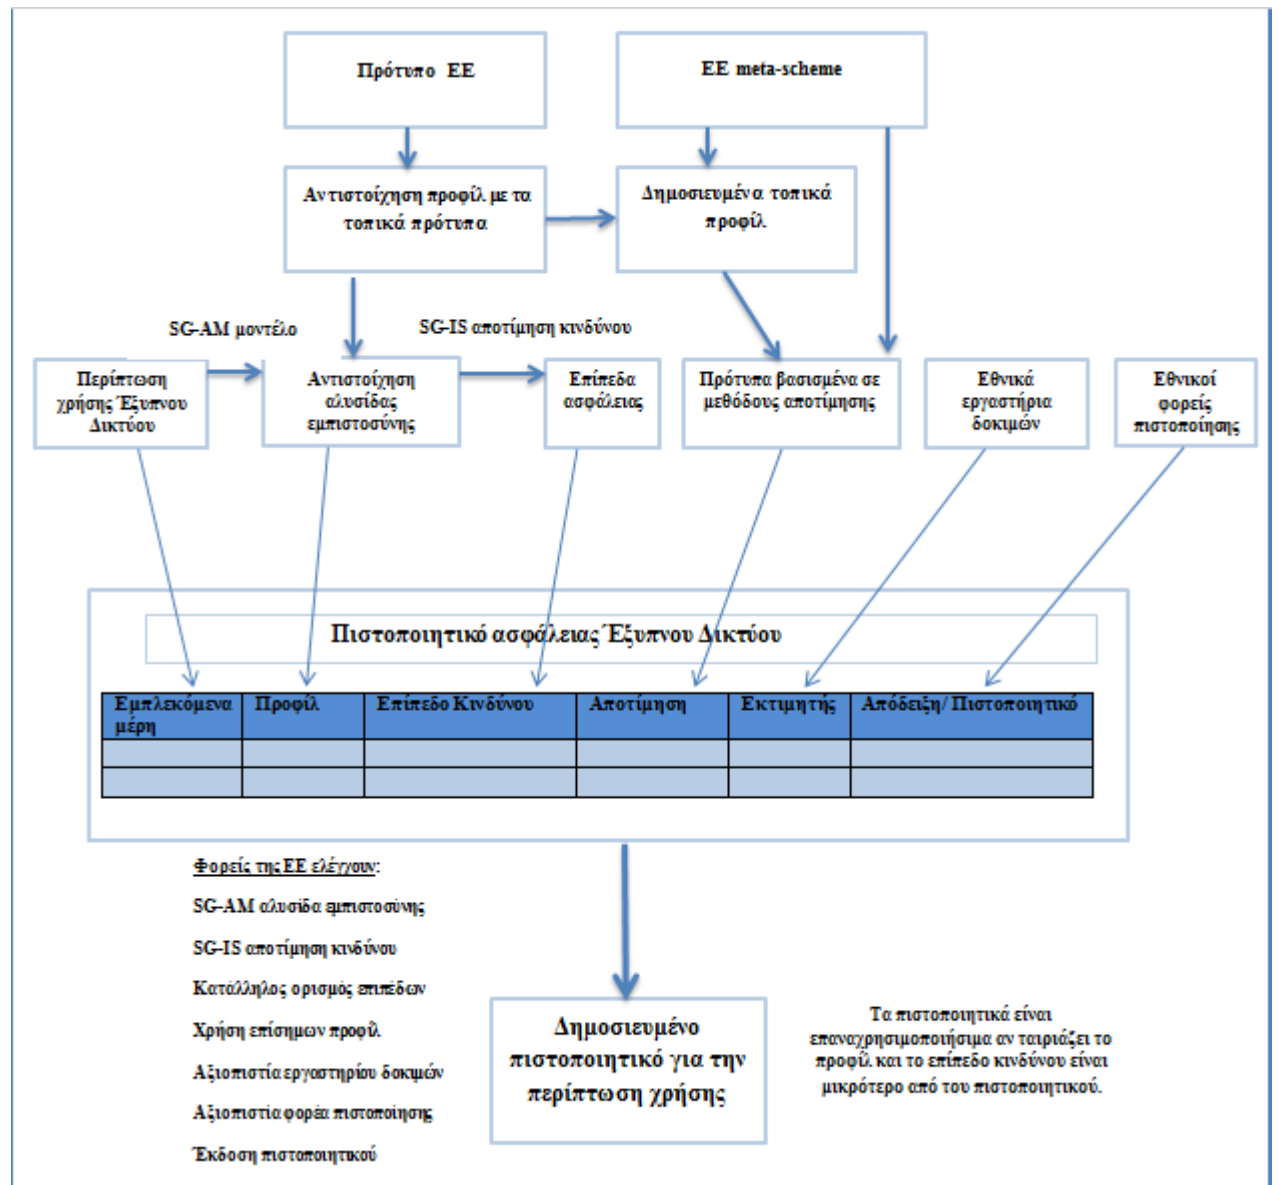 Πρότυπο ΕΕ
ΕΕ meta-scheme
Αντιστοίχηση προφίλ με τα
τοπικά πρότυπα
Δημοσιευμένα τοπικά
προφίλ
SG-AM μοντέλο
SG-IS αποτίμηση κινδύνου
Περίπτωση
χρήσης Έξυπνου
Δικτύου
Αντιστοίχηση
αλυσίδας
εμπιστοσύνης
Επίπεδα
ασφάλειας
Πρότυπα βασισμένα σε
μεθόδους αποτίμησης
Εθνικά
εργαστήρια
δοκιμών
Εθνικοί
φορείς
πιστοποίησης
Πιστοποιητικό ασφάλειας Έξυπνου Δικτύου
Εμπλεκόμενα
μέρη
Προφίλ
Επίπεδο Κινδύνου
Αποτίμηση
Εκτιμητής
Απόδειξη/ Πιστοποιητικό
Φορείς της ΕΕ ελέγχουν:
SG-AM αλυσίδα εμπιστοσύνης
SG-IS αποτίμηση κινδύνου
Κατάλληλος ορισμός επιπέδων
Χρήση επίσημων προφίλ
Αξιοπιστία εργαστηρίου δοκιμών
Αξιοπιστία φορέα πιστοποίησης
Έκδοση πιστοποιητικού
Δημοσιευμένο
πιστοποιητικό για την
περίπτωση χρήσης
Τα πιστοποιητικά είναι
επαναχρησιμοποιήσιμα αν ταιριάζει το
προφίλ και το επίπεδο κινδύνου είναι
μικρότερο από του πιστοποιητικού.